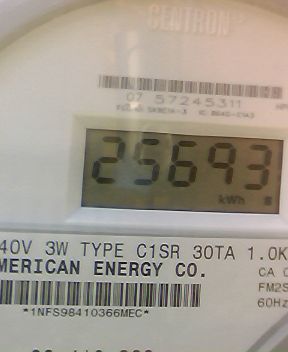 CENTRON
07 57245311
25693
kWh
40V 3W TYPE C1SR 30TA 1.0K
MERICAN ENERGY CO.
CA 0
FM2S
*1NFS98410366MEC*
60Hz